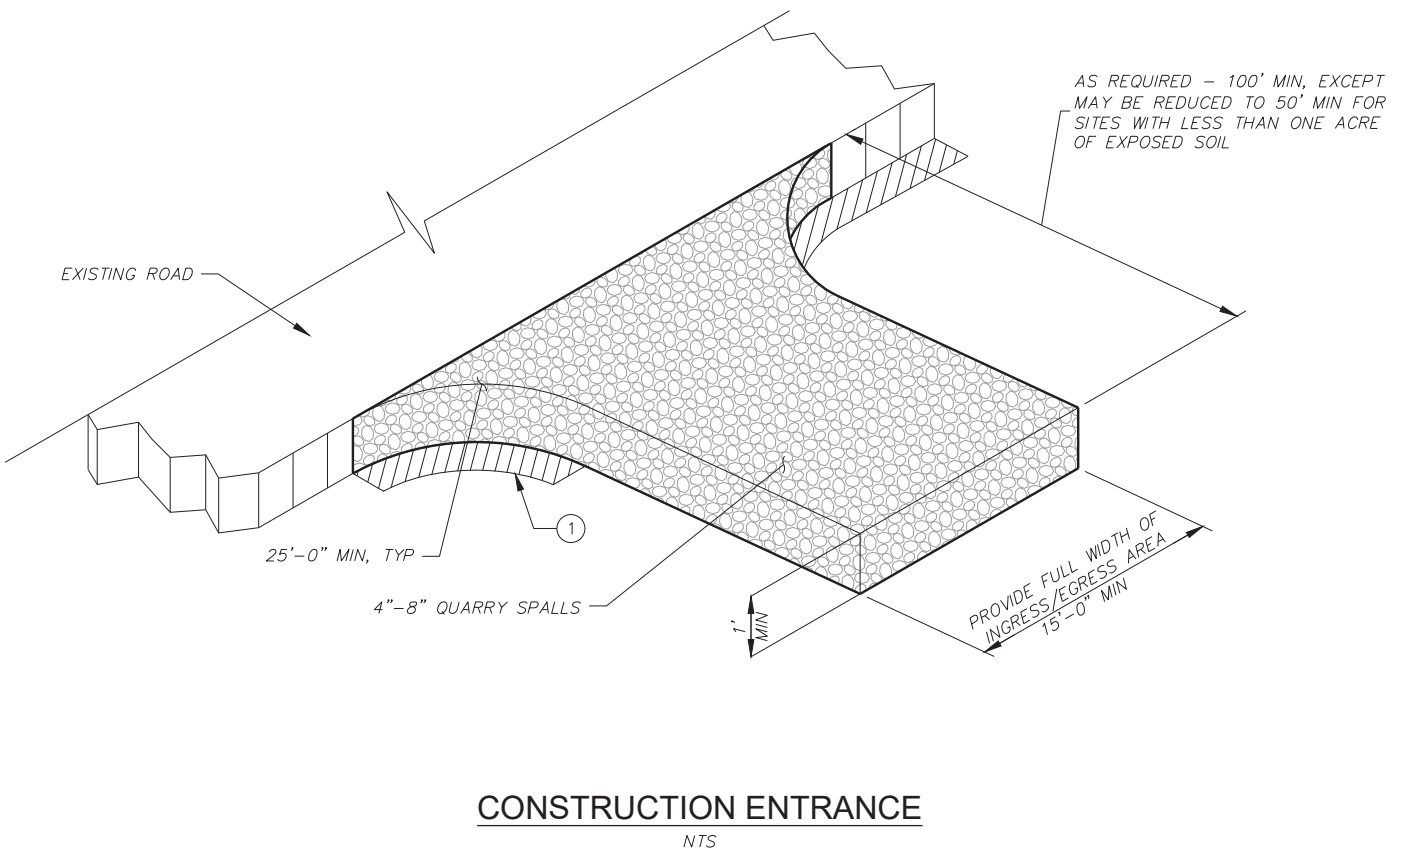 AS REQUIRED – 100' MIN, EXCEPT
MAY BE REDUCED TO 50' MIN FOR
SITES WITH LESS THAN ONE ACRE
OF EXPOSED SOIL
EXISTING ROAD
1
25'-0" MIN, TYP
4"-8" QUARRY SPALLS
1'
MIN
PROVIDE FULL WIDTH OF
INGRESS/EGRESS AREA
15'-0" MIN
CONSTRUCTION ENTRANCE
NTS